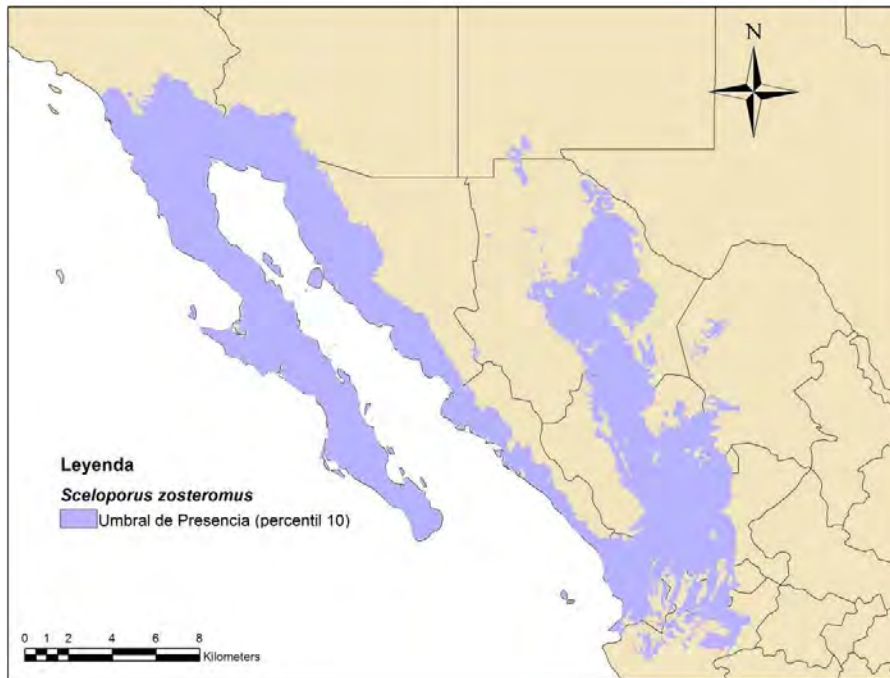 N
Leyenda
Sceloporus zosteromus
Umbral de Presencia (percentil 10)
0 1 2 4 6 8
Kilometers